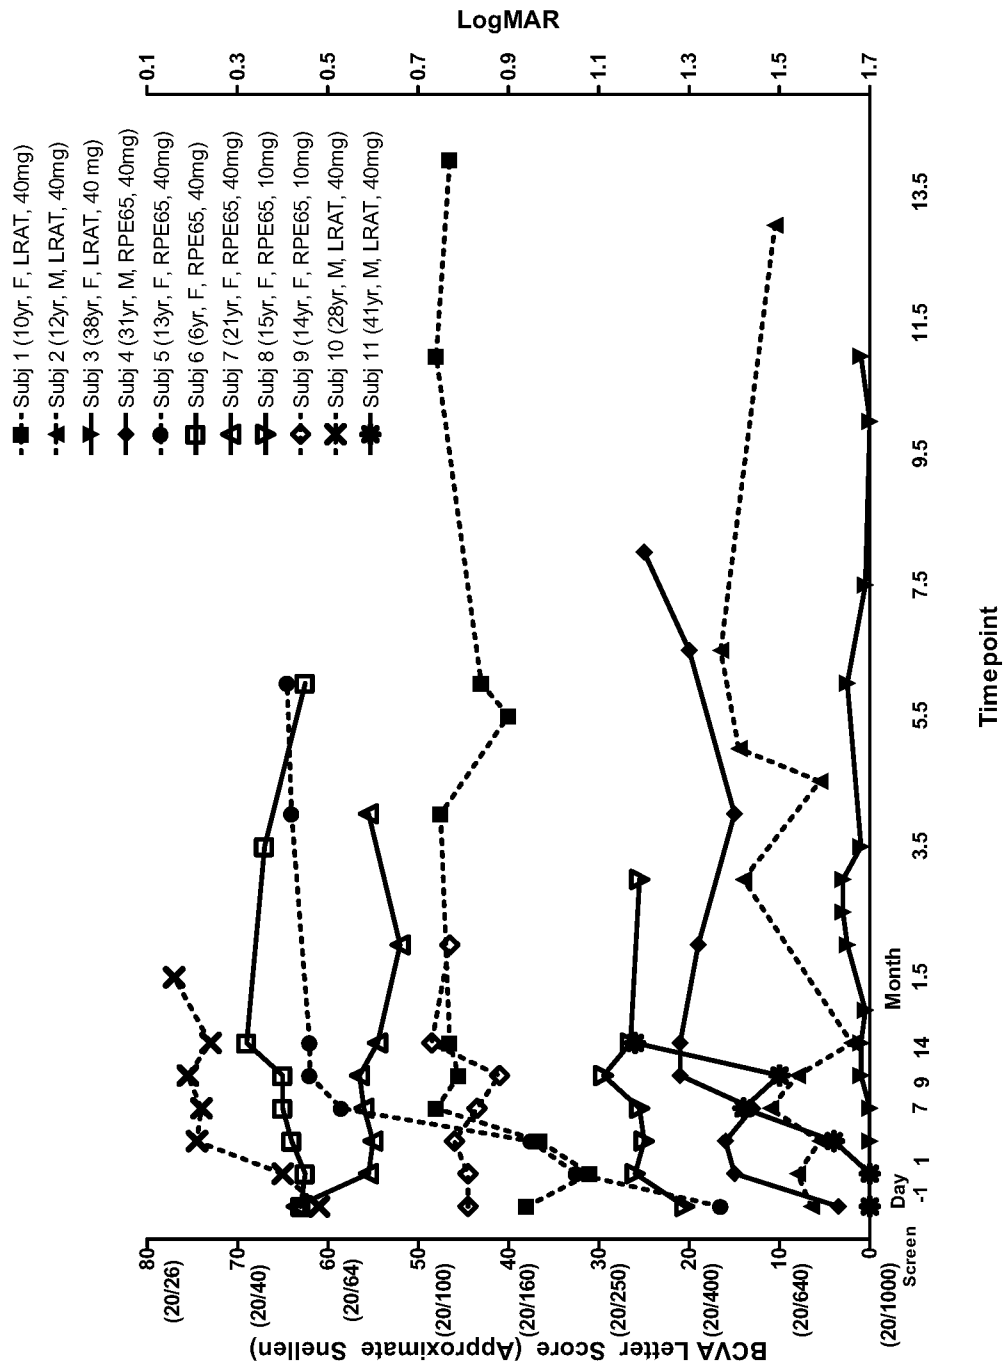 LogMAR
0.1
0.3
0.5
0.7
0.9
1.1
1.3
1.5
1.7
Subj 1 (10yr, F, LRAT, 40mg)
Subj 2 (12yr, M, LRAT, 40mg)
Subj 3 (38yr, F, LRAT, 40 mg)
Subj 4 (31yr, M, RPE65, 40mg)
Subj 5 (13yr, F, RPE65, 40mg)
Subj 6 (6yr, F, RPE65, 40mg)
Subj 7 (21yr, F, RPE65, 40mg)
Subj 8 (15yr, F, RPE65, 10mg)
Subj 9 (14yr, F, RPE65, 10mg)
Subj 10 (28yr, M, LRAT, 40mg)
Subj 11 (41yr, M, LRAT, 40mg)
BCVA Letter Score (Approximate Snellen)
80
(20/26)
70
(20/40)
60
(20/64)
50
(20/100)
40
(20/160)
30
(20/250)
20
(20/400)
10
(20/640)
0
(20/1000)
Screen
Day
-1
1
7
9
14
Month
1.5
3.5
5.5
7.5
9.5
11.5
13.5
Timepoint